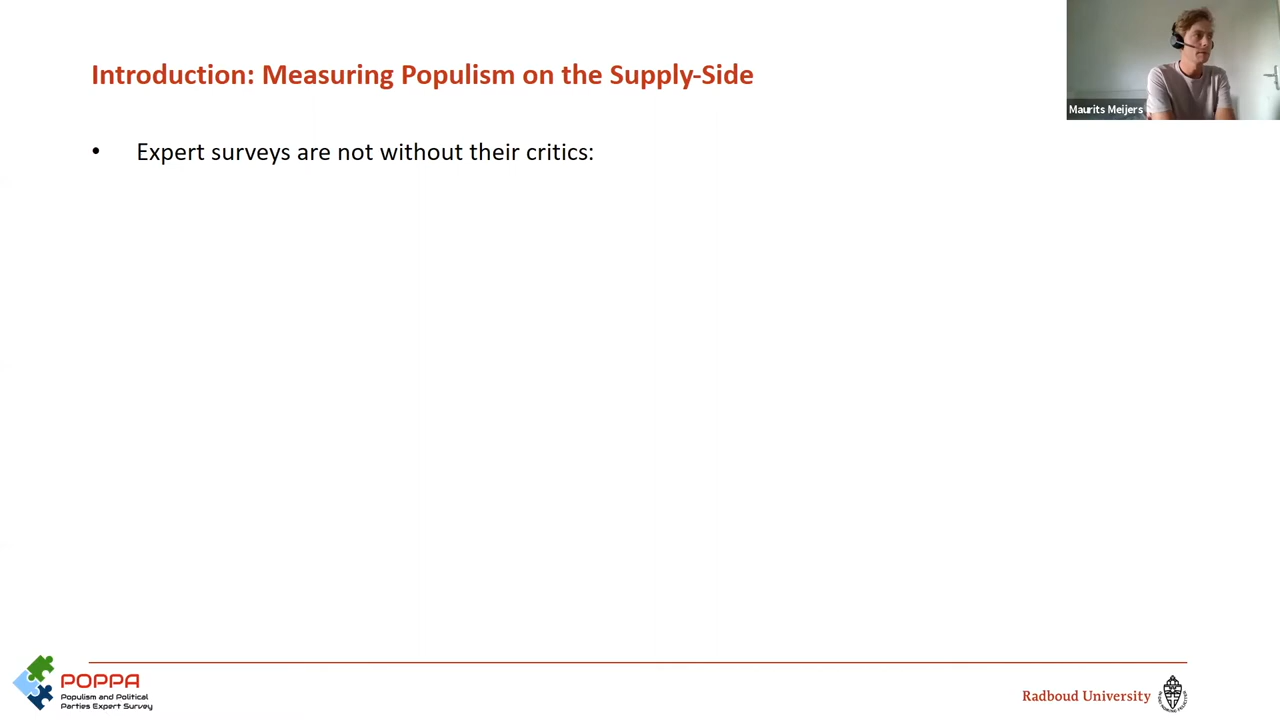 Introduction: Measuring Populism on the Supply-Side
Maurits Meijers
• Expert surveys are not without their critics:
POPPA
Populism and Political
Parties Expert Survey
Radboud University